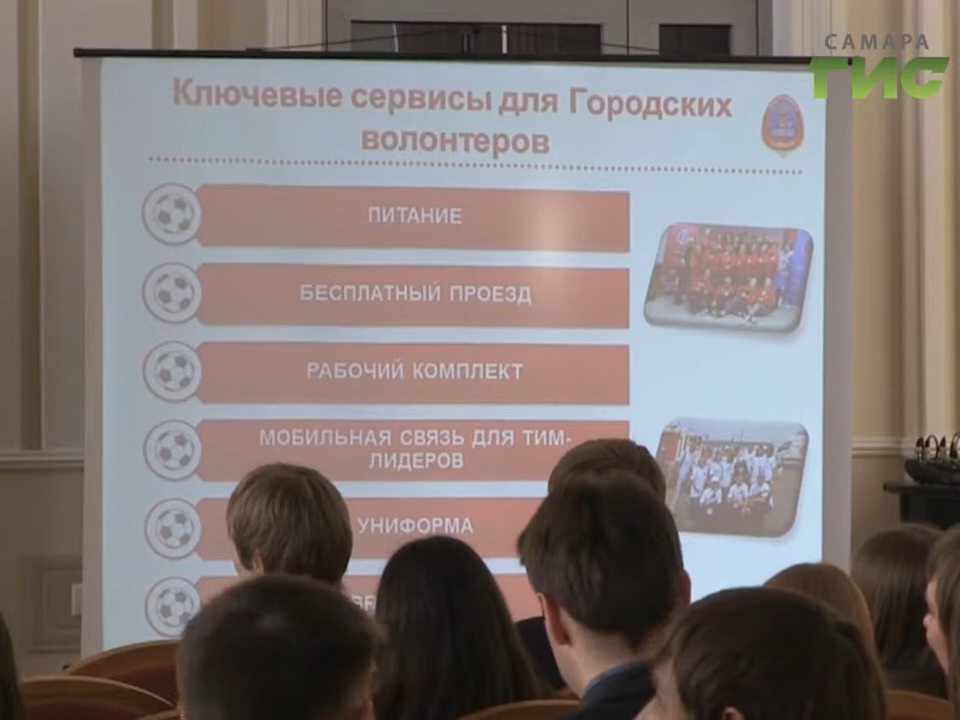 САМАРА
ГИС
Ключевые сервисы для Городских
волонтеров
ПИТАНИЕ
БЕСПЛАТНЫЙ ПРОЕЗД
РАБОЧИЙ КОМПЛЕКТ
МОБИЛЬНАЯ СВЯЗЬ ДЛЯ ТИМ-
ЛИДЕРОВ
УНИФОРМА